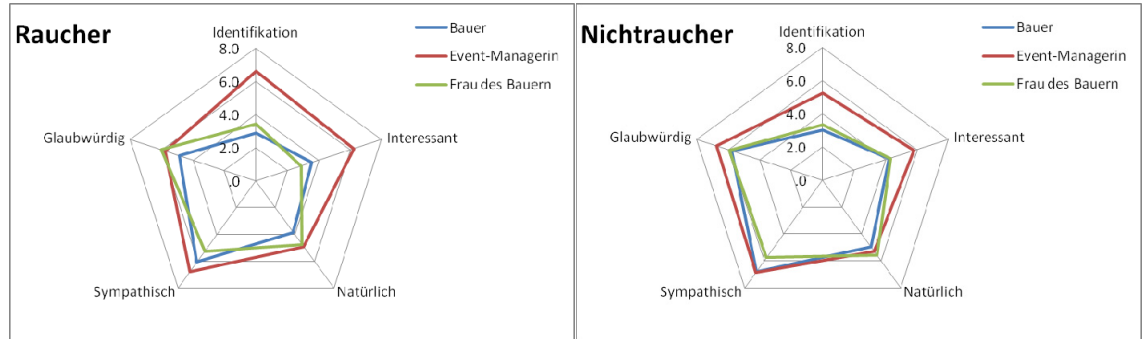 Raucher
Identifikation
8.0
6.0
4.0
2.0
.0
Interessant
Natürlich
Sympathisch
Glaubwürdig
Bauer
Event-Managerin
Frau des Bauern
Nichtraucher
Identifikation
8.0
6.0
4.0
2.0
.0
Interessant
Natürlich
Sympathisch
Glaubwürdig
Bauer
Event-Managerin
Frau des Bauern